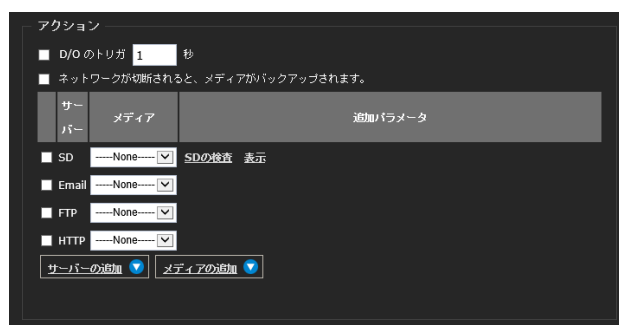 アクション
D/O のトリガ 1 秒
ネットワークが切断されると、メディアがバックアップされます。
サーバー メディア 追加パラメータ
SD -----None----- SDの検査 表示
Email -----None-----
FTP -----None-----
HTTP -----None-----
サーバーの追加 メディアの追加